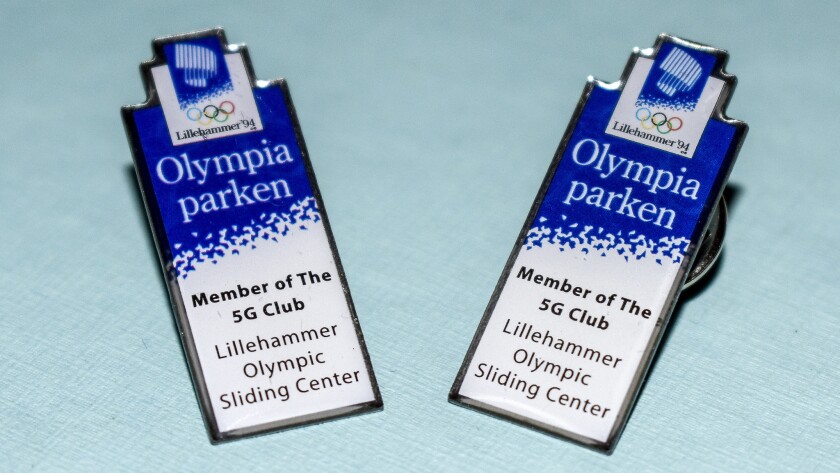 Lillehammer '94
Olympia
parken
Member of The
5G Club
Lillehammer
Olympic
Sliding Center
Lillehammer '94
Olympia
parken
Member of The
5G Club
Lillehammer
Olympic
Sliding Center